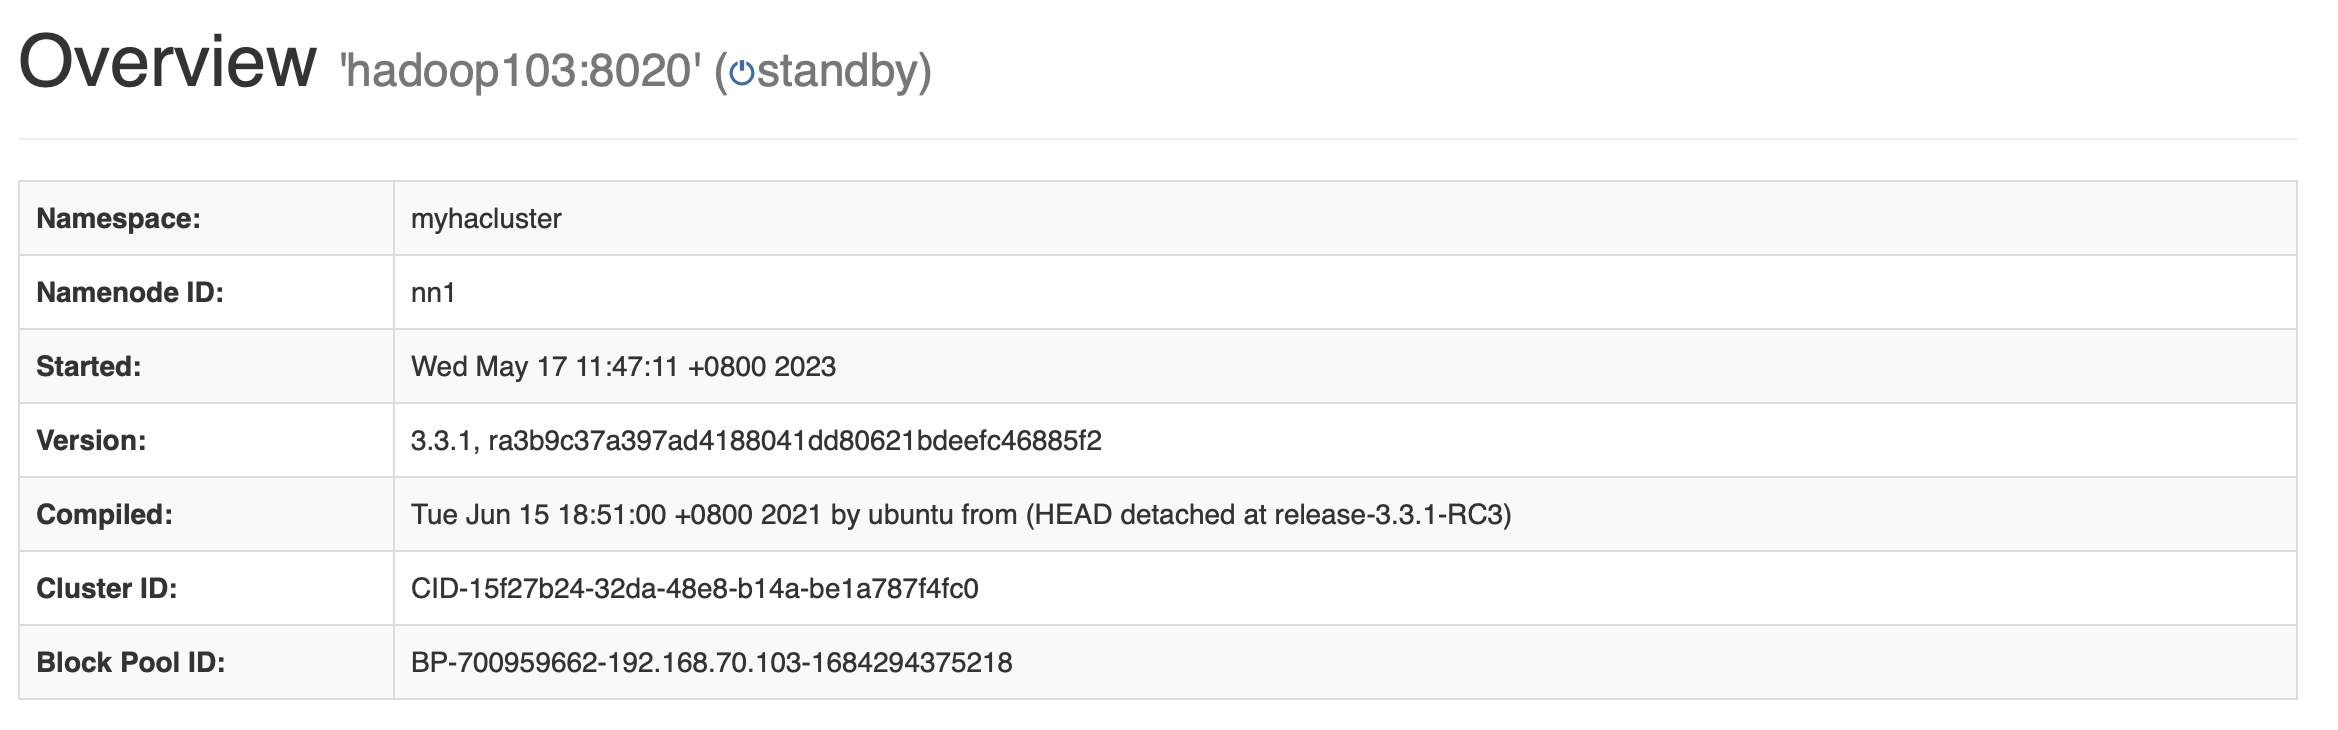 Overview 'hadoop103:8020' (standby)
Namespace: myhacluster
Namenode ID: nn1
Started: Wed May 17 11:47:11 +0800 2023
Version: 3.3.1, ra3b9c37a397ad4188041dd80621bdeefc46885f2
Compiled: Tue Jun 15 18:51:00 +0800 2021 by ubuntu from (HEAD detached at release-3.3.1-RC3)
Cluster ID: CID-15f27b24-32da-48e8-b14a-be1a787f4fc0
Block Pool ID: BP-700959662-192.168.70.103-1684294375218